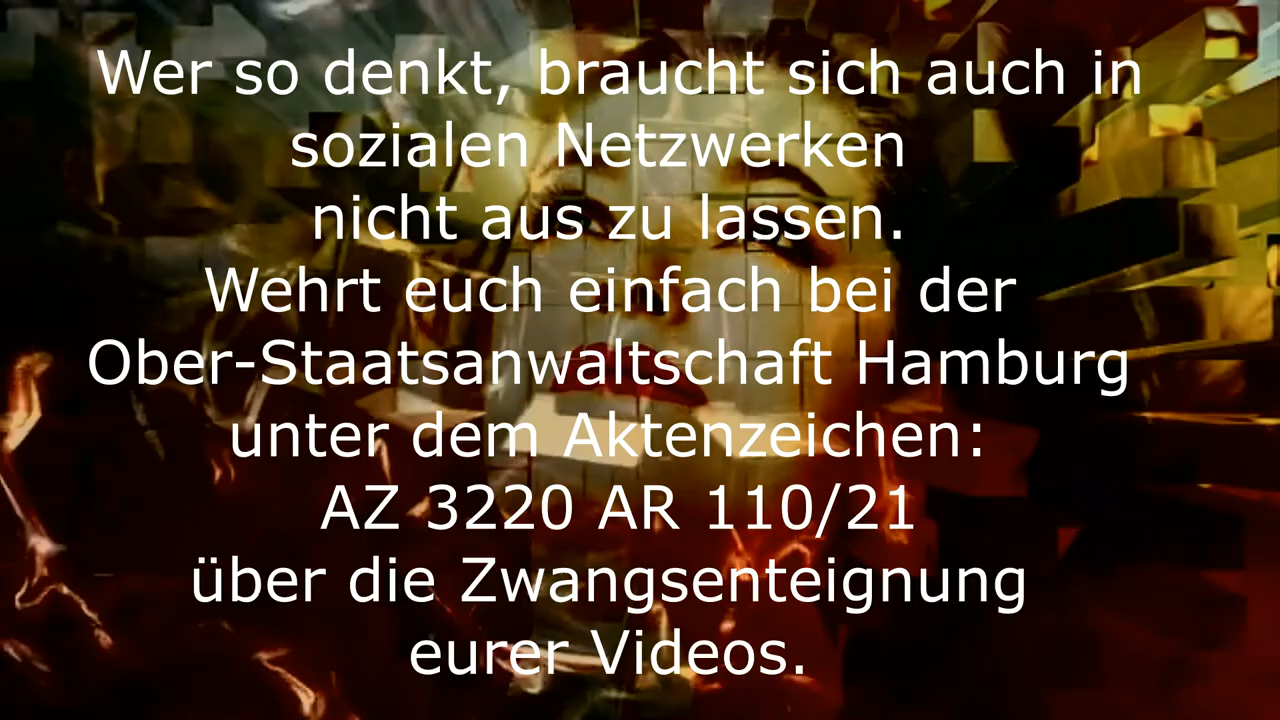 Wer so denkt, braucht sich auch in
sozialen Netzwerken
nicht aus zu lassen.
Wehrt euch einfach bei der
Ober-Staatsanwaltschaft Hamburg
unter dem Aktenzeichen:
AZ 3220 AR 110/21
über die Zwangsenteignung
eurer Videos.